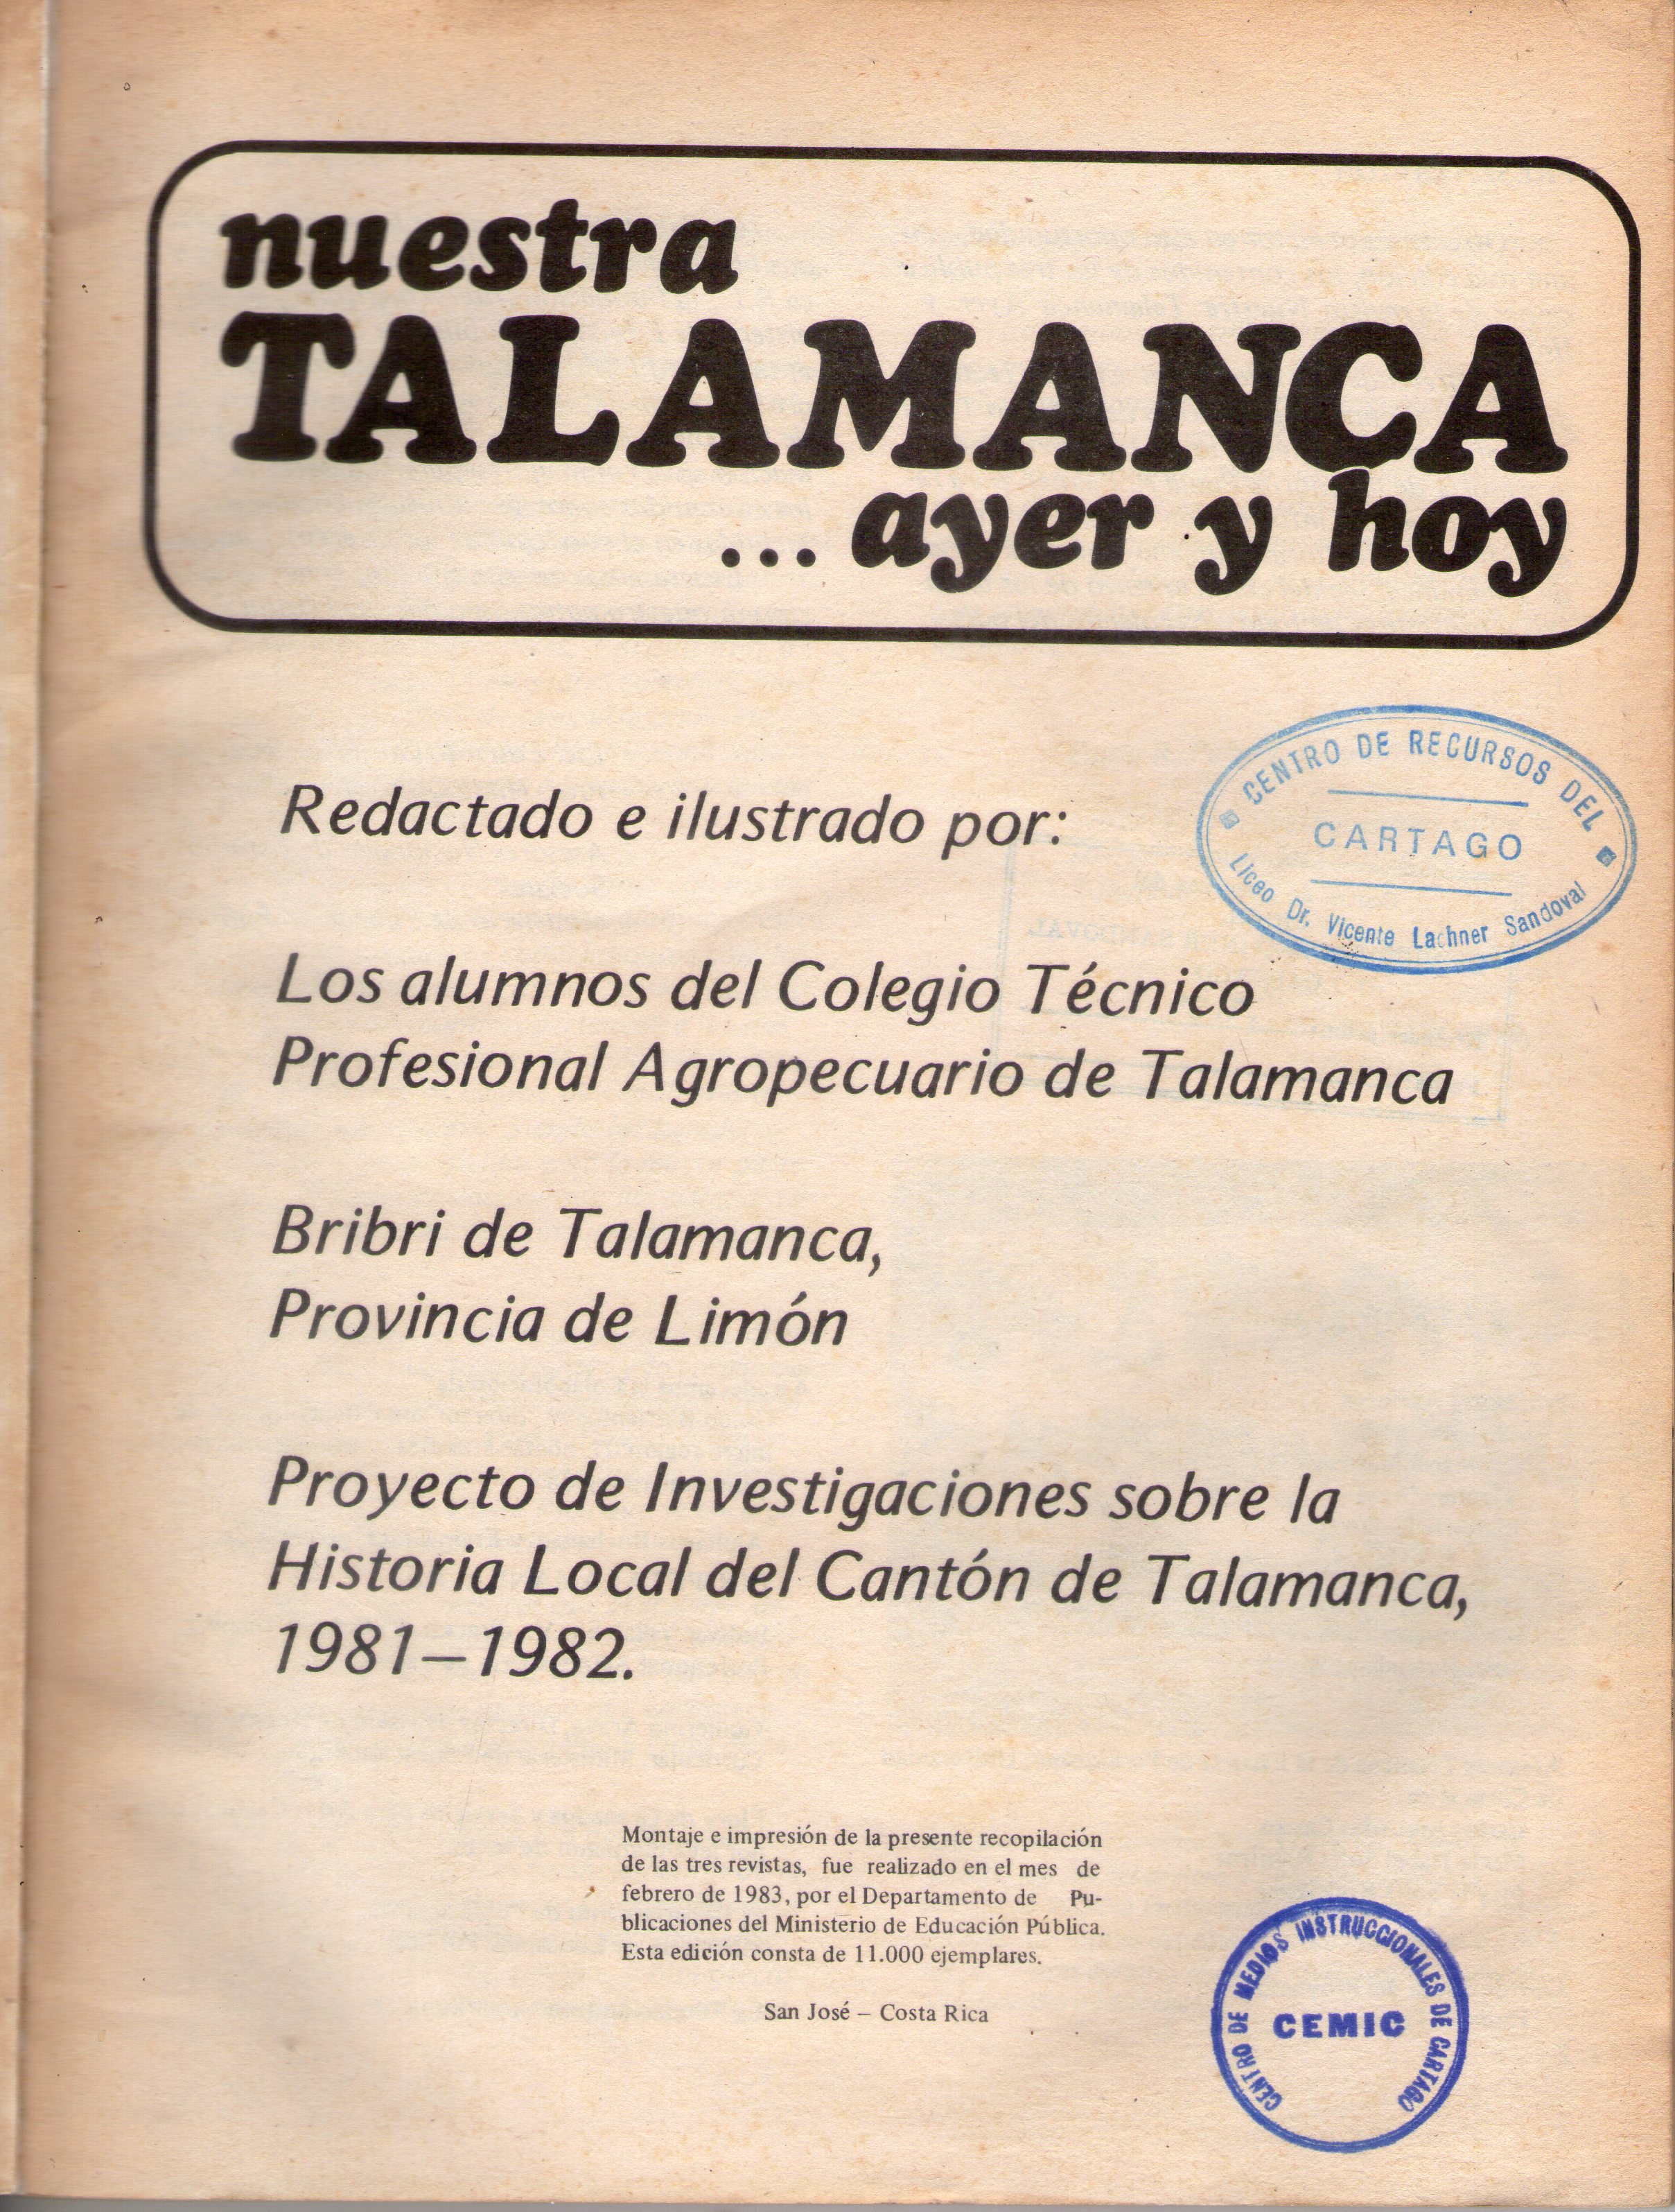 nuestra
TALAMANCA
... ayer y hoy
CENTRO DE RECURSOS DEL
CARTAGO
Liceo Dr. Vicente Lachner Sandoval
Redactado e ilustrado por:
Los alumnos del Colegio Técnico
Profesional Agropecuario de Talamanca
Bribri de Talamanca,
Provincia de Limón
Proyecto de Investigaciones sobre la
Historia Local del Cantón de Talamanca,
1981–1982.
Montaje e impresión de la presente recopilación
de las tres revistas, fue realizado en el mes de
febrero de 1983, por el Departamento de Pu-
blicaciones del Ministerio de Educación Pública.
Esta edición consta de 11.000 ejemplares.
San José – Costa Rica
CENTRO DE MEDIOS INSTRUCCIONALES DE CARTAGO
CEMIC